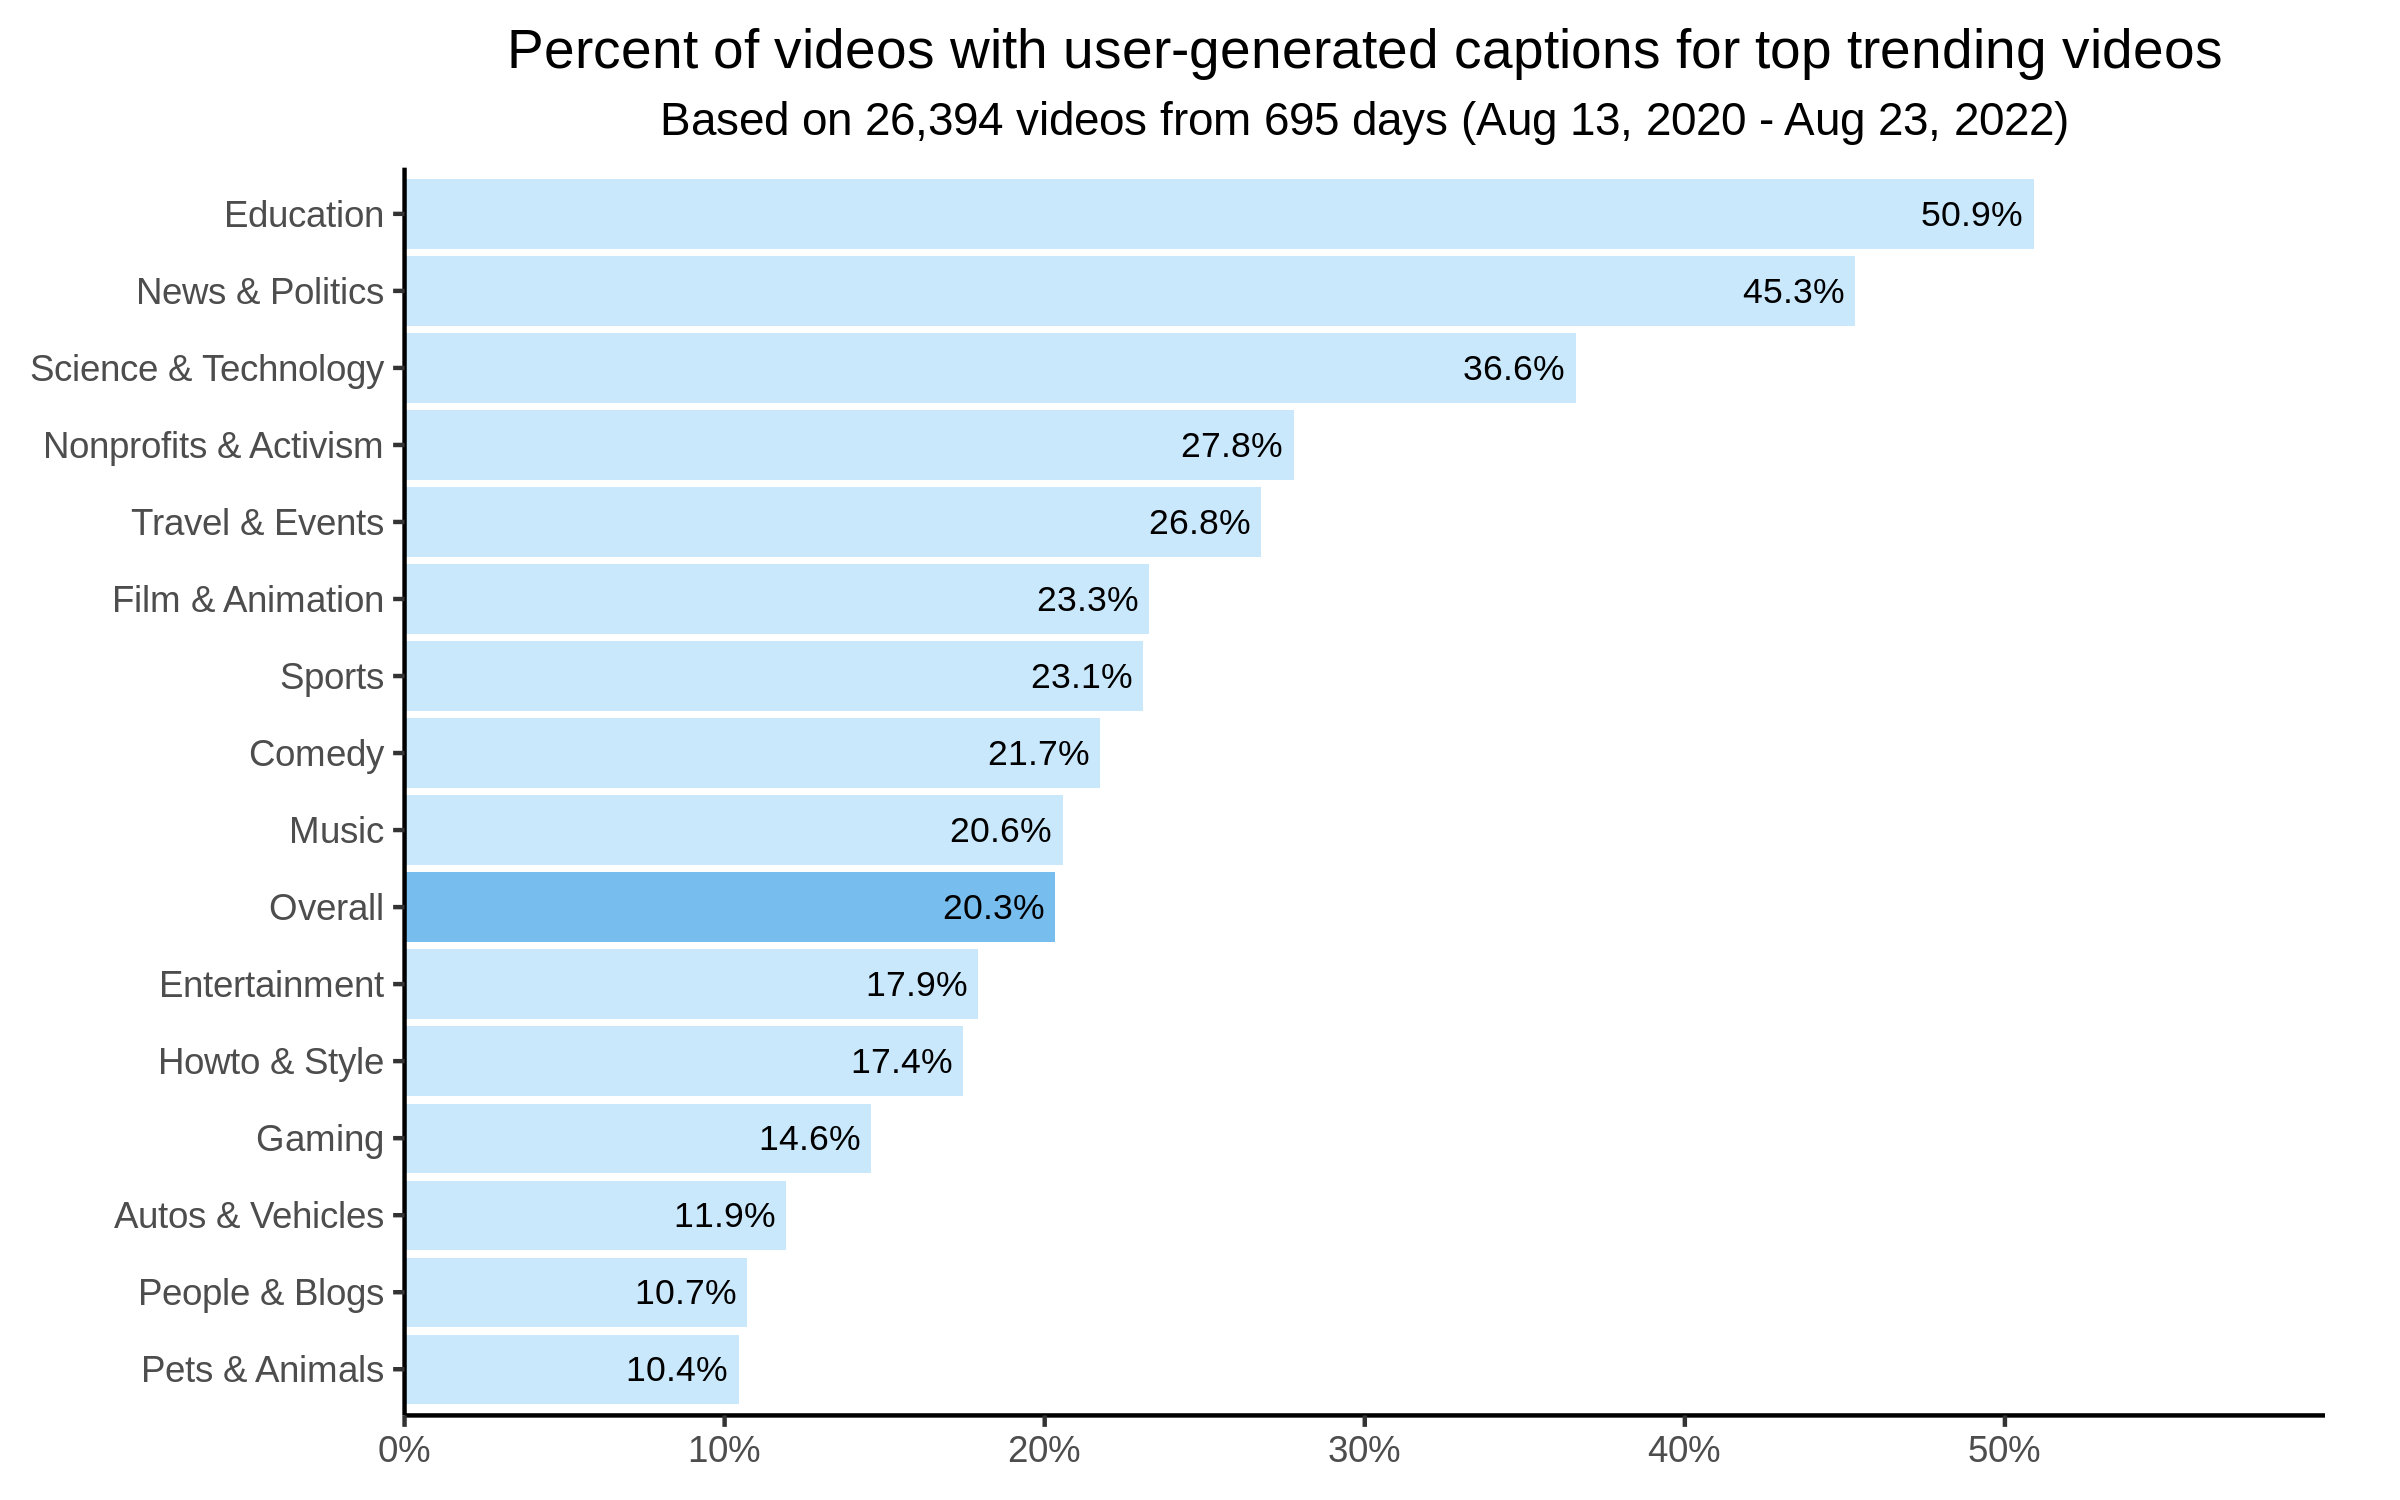 Percent of videos with user-generated captions for top trending videos
Based on 26,394 videos from 695 days (Aug 13, 2020 - Aug 23, 2022)
Education 50.9%
News & Politics 45.3%
Science & Technology 36.6%
Nonprofits & Activism 27.8%
Travel & Events 26.8%
Film & Animation 23.3%
Sports 23.1%
Comedy 21.7%
Music 20.6%
Overall 20.3%
Entertainment 17.9%
Howto & Style 17.4%
Gaming 14.6%
Autos & Vehicles 11.9%
People & Blogs 10.7%
Pets & Animals 10.4%
0% 10% 20% 30% 40% 50%